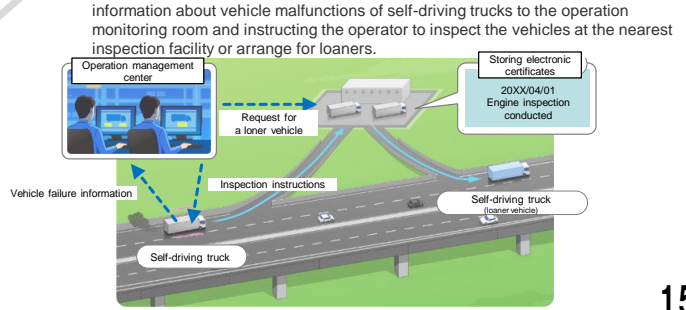 information about vehicle malfunctions of self-driving trucks to the operation
monitoring room and instructing the operator to inspect the vehicles at the nearest
inspection facility or arrange for loaners.
Operation management
center
Storing electronic
certificates
20XX/04/01
Engine inspection
conducted
Request for
a loner vehicle
Vehicle failure information
Inspection instructions
Self-driving truck
(loaner vehicle)
Self-driving truck
15